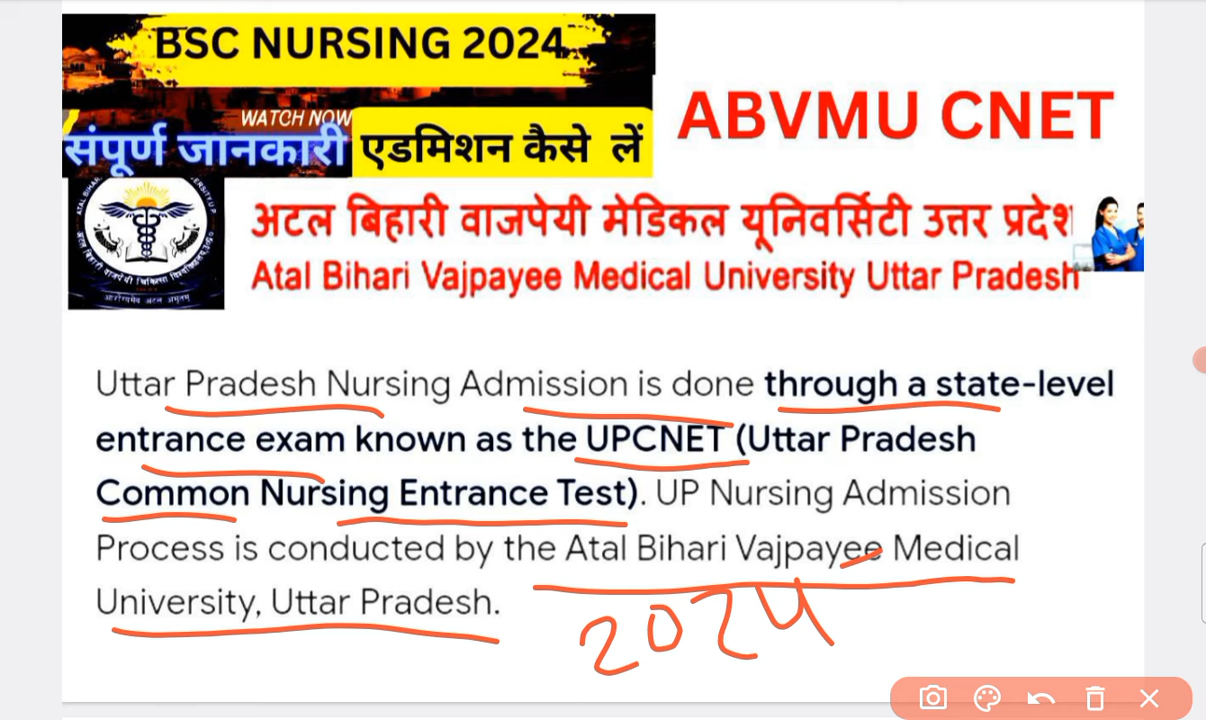 BSC NURSING 2024
WATCH NOW
संपूर्ण जानकारी एडमिशन कैसे लें
ABVMU CNET
अटल बिहारी वाजपेयी मेडिकल यूनिवर्सिटी उत्तर प्रदेश
Atal Bihari Vajpayee Medical University Uttar Pradesh
Uttar Pradesh Nursing Admission is done through a state-level
entrance exam known as the UPCNET (Uttar Pradesh
Common Nursing Entrance Test). UP Nursing Admission
Process is conducted by the Atal Bihari Vajpayee Medical
University, Uttar Pradesh.
2024